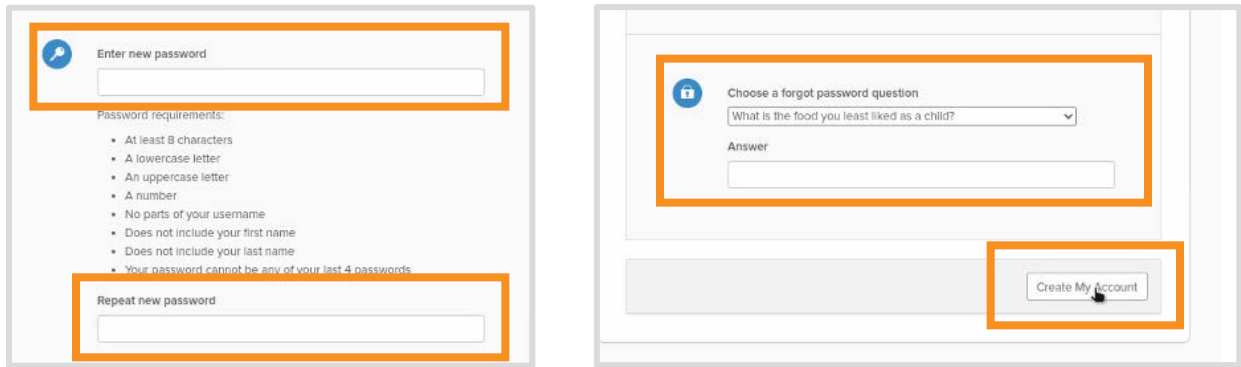 Enter new password
Password requirements:
• At least 8 characters
• A lowercase letter
• An uppercase letter
• A number
• No parts of your username
• Does not include your first name
• Does not include your last name
• Your password cannot be any of your last 4 passwords
Repeat new password
Choose a forgot password question
What is the food you least liked as a child?
Answer
Create My Account